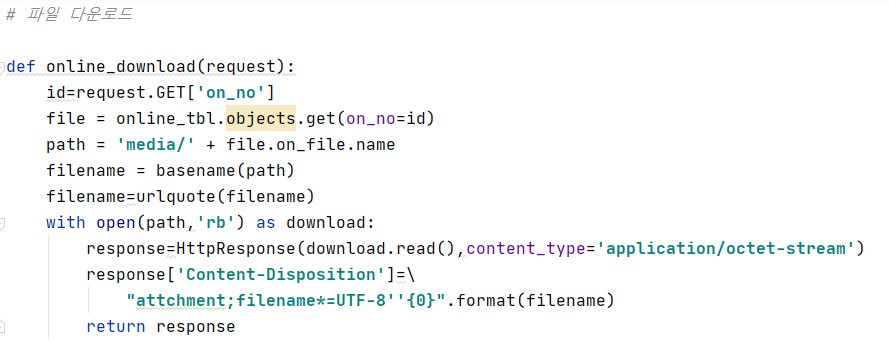 # 파일 다운로드
def online_download(request):
    id=request.GET['on_no']
    file = online_tbl.objects.get(on_no=id)
    path = 'media/' + file.on_file.name
    filename = basename(path)
    filename=urlquote(filename)
    with open(path,'rb') as download:
        response=HttpResponse(download.read(),content_type='application/octet-stream')
        response['Content-Disposition']=\
            "attchment;filename*=UTF-8''{0}".format(filename)
        return response